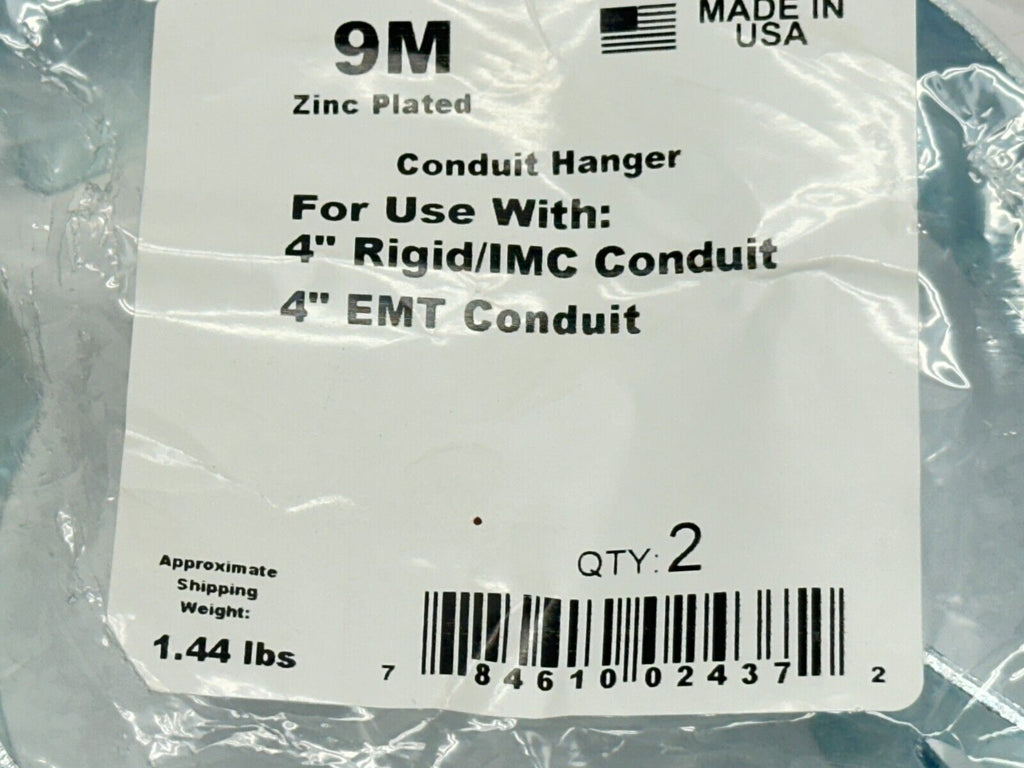 9M
MADE IN
USA
Zinc Plated
Conduit Hanger
For Use With:
4" Rigid/IMC Conduit
4" EMT Conduit
QTY: 2
Approximate
Shipping
Weight:
1.44 lbs
7 84610 02437 2